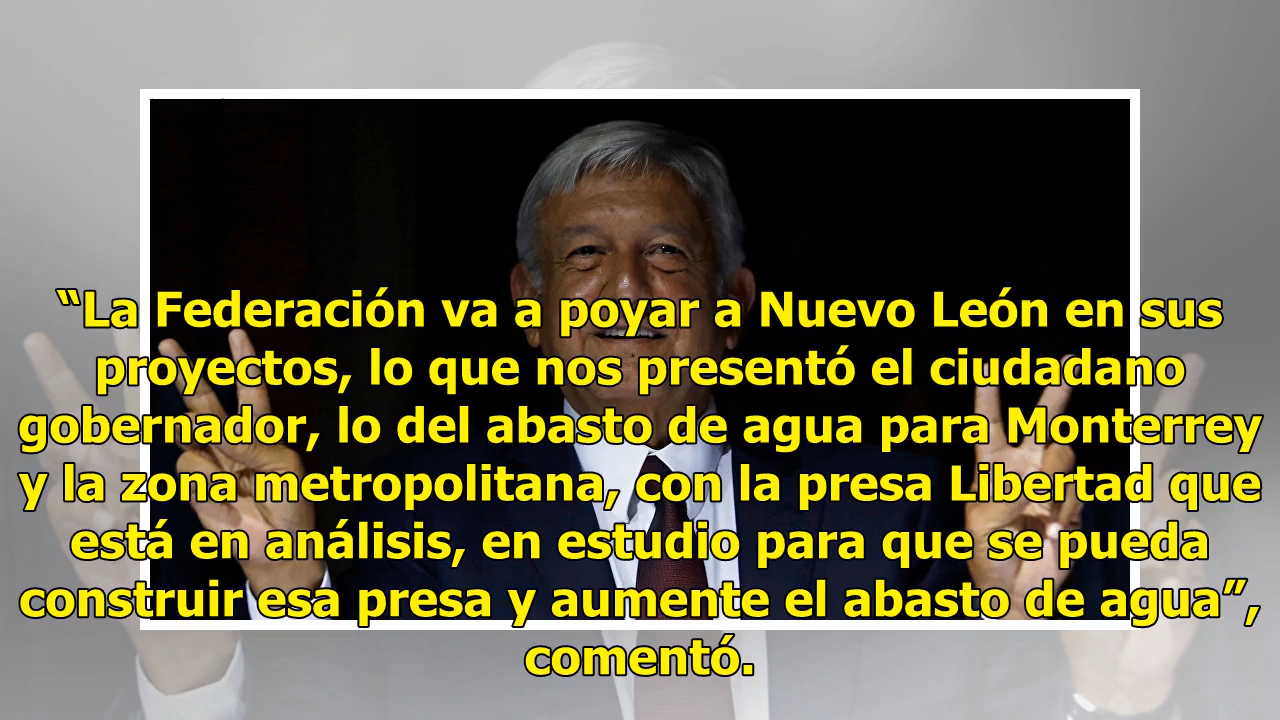 “La Federación va a poyar a Nuevo León en sus
proyectos, lo que nos presentó el ciudadano
gobernador, lo del abasto de agua para Monterrey
y la zona metropolitana, con la presa Libertad que
está en análisis, en estudio para que se pueda
construir esa presa y aumente el abasto de agua”,
comentó.